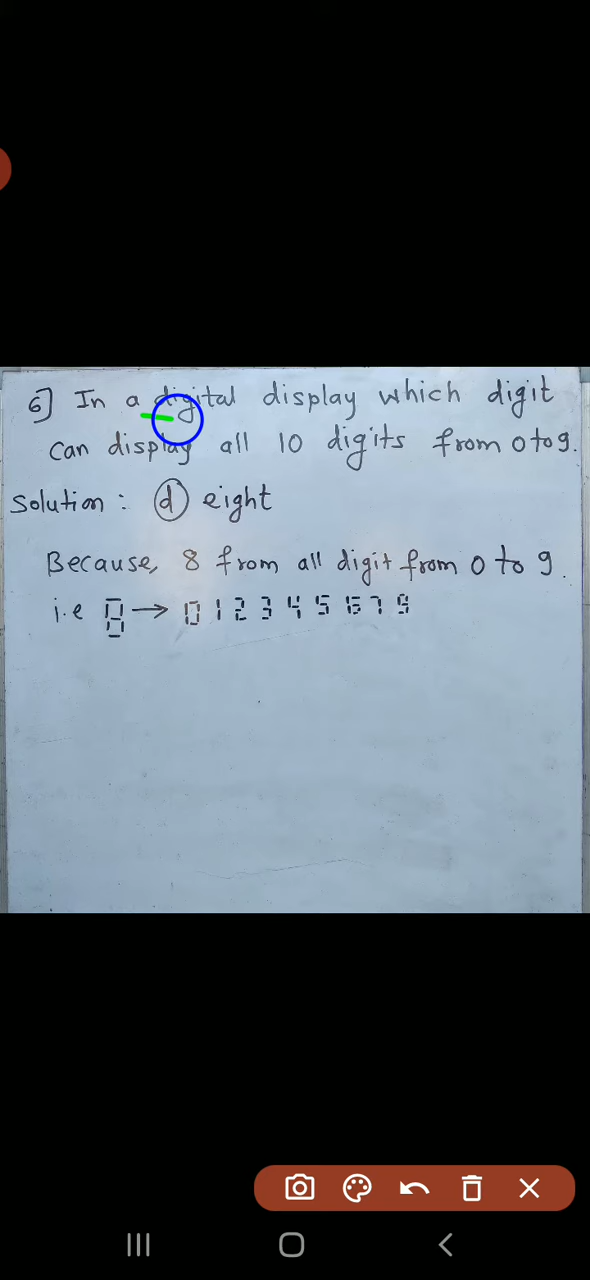 6] In a digital display which digit
can display all 10 digits from 0 to 9.
Solution : (d) eight
Because, 8 from all digit from 0 to 9.
i.e 8 → 0 1 2 3 4 5 6 7 9